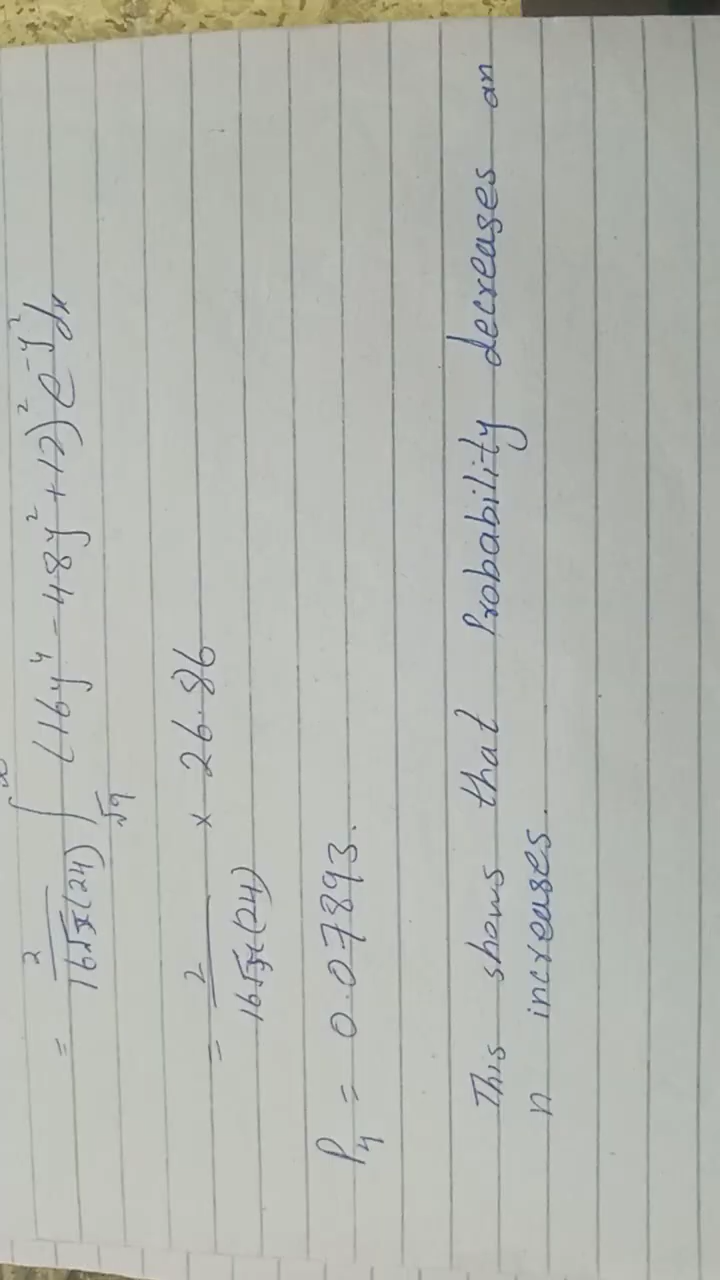 = 2/16√π(24) ∫_√9^∞ (16y⁴ - 48y² + 12)² e^-y² dx
= 2/16√π(24) × 26.86
P₄ = 0.07893.
This shows that Probability decreases an
n increases.